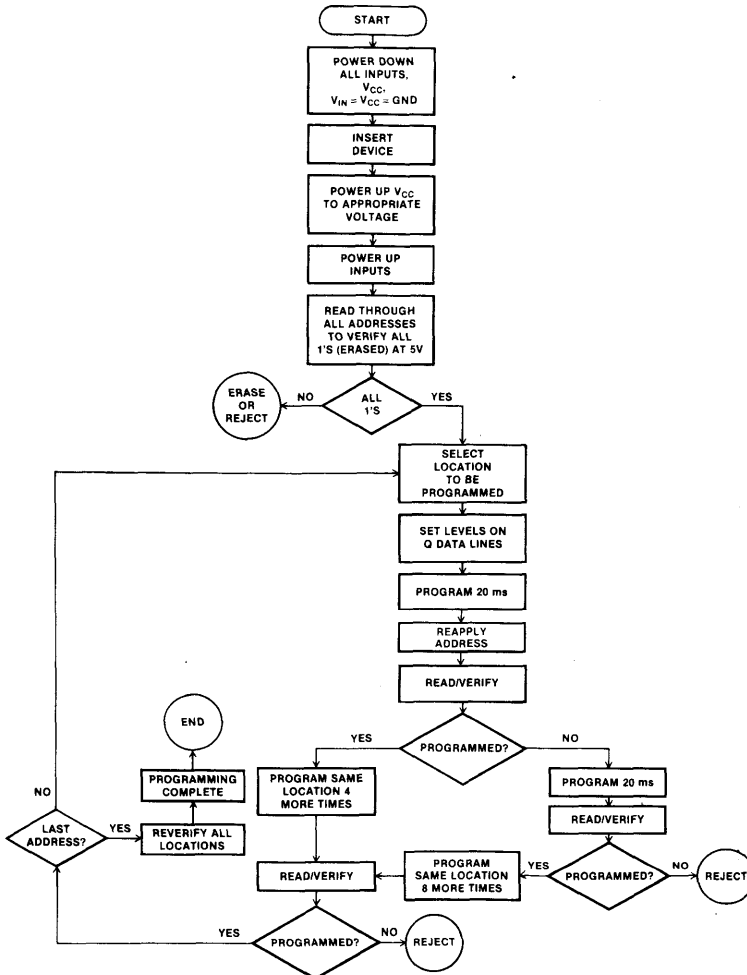 START
POWER DOWN
ALL INPUTS,
VCC,
VIN = VCC = GND
INSERT
DEVICE
POWER UP VCC
TO APPROPRIATE
VOLTAGE
POWER UP
INPUTS
READ THROUGH
ALL ADDRESSES
TO VERIFY ALL
1'S (ERASED) AT 5V
ERASE
OR
REJECT
NO
ALL
1'S
YES
SELECT
LOCATION
TO BE
PROGRAMMED
SET LEVELS ON
Q DATA LINES
PROGRAM 20 ms
REAPPLY
ADDRESS
READ/VERIFY
YES
PROGRAMMED?
NO
PROGRAM SAME
LOCATION 4
MORE TIMES
PROGRAM 20 ms
READ/VERIFY
PROGRAMMED?
NO
REJECT
YES
PROGRAM
SAME LOCATION
8 MORE TIMES
READ/VERIFY
PROGRAMMED?
NO
REJECT
YES
LAST
ADDRESS?
NO
YES
REVERIFY ALL
LOCATIONS
PROGRAMMING
COMPLETE
END